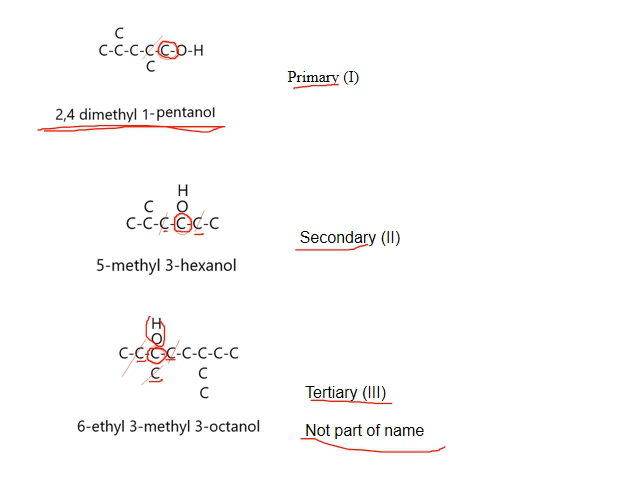 C
C-C-C-C-C-O-H
C
Primary (I)
2,4 dimethyl 1-pentanol
H
C O
C-C-C-C-C-C
Secondary (II)
5-methyl 3-hexanol
H
O
C-C-C-C-C-C-C-C
C C
C
Tertiary (III)
6-ethyl 3-methyl 3-octanol
Not part of name